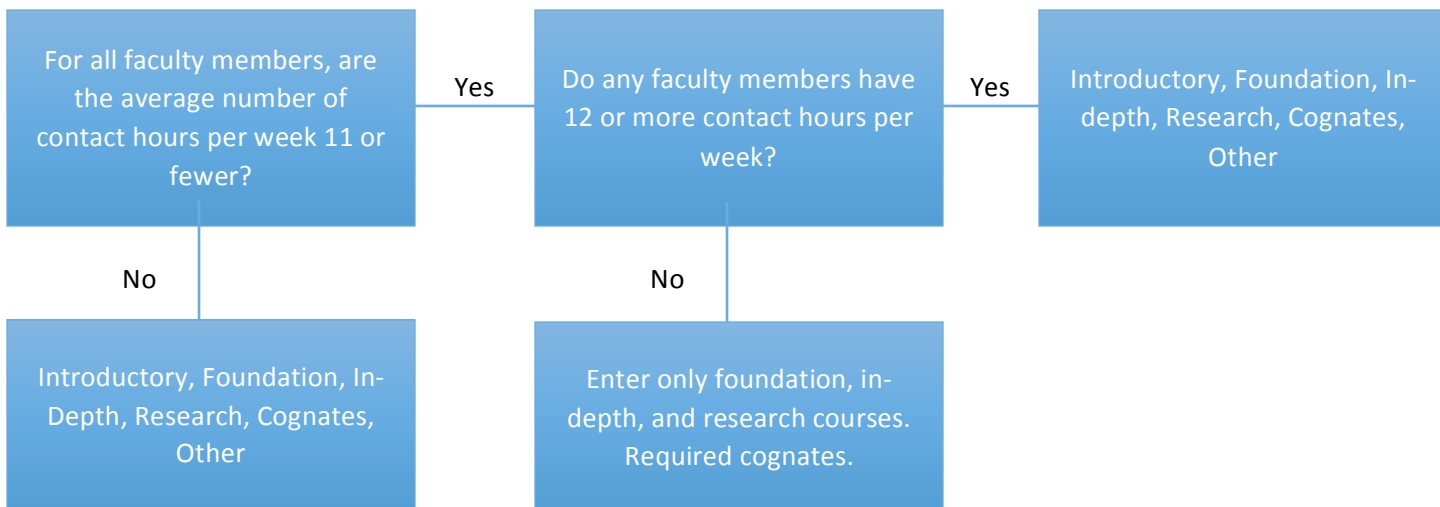 For all faculty members, are
the average number of
contact hours per week 11 or
fewer?
Yes
Do any faculty members have
12 or more contact hours per
week?
Yes
Introductory, Foundation, In-
depth, Research, Cognates,
Other
No
No
Introductory, Foundation, In-
Depth, Research, Cognates,
Other
Enter only foundation, in-
depth, and research courses.
Required cognates.